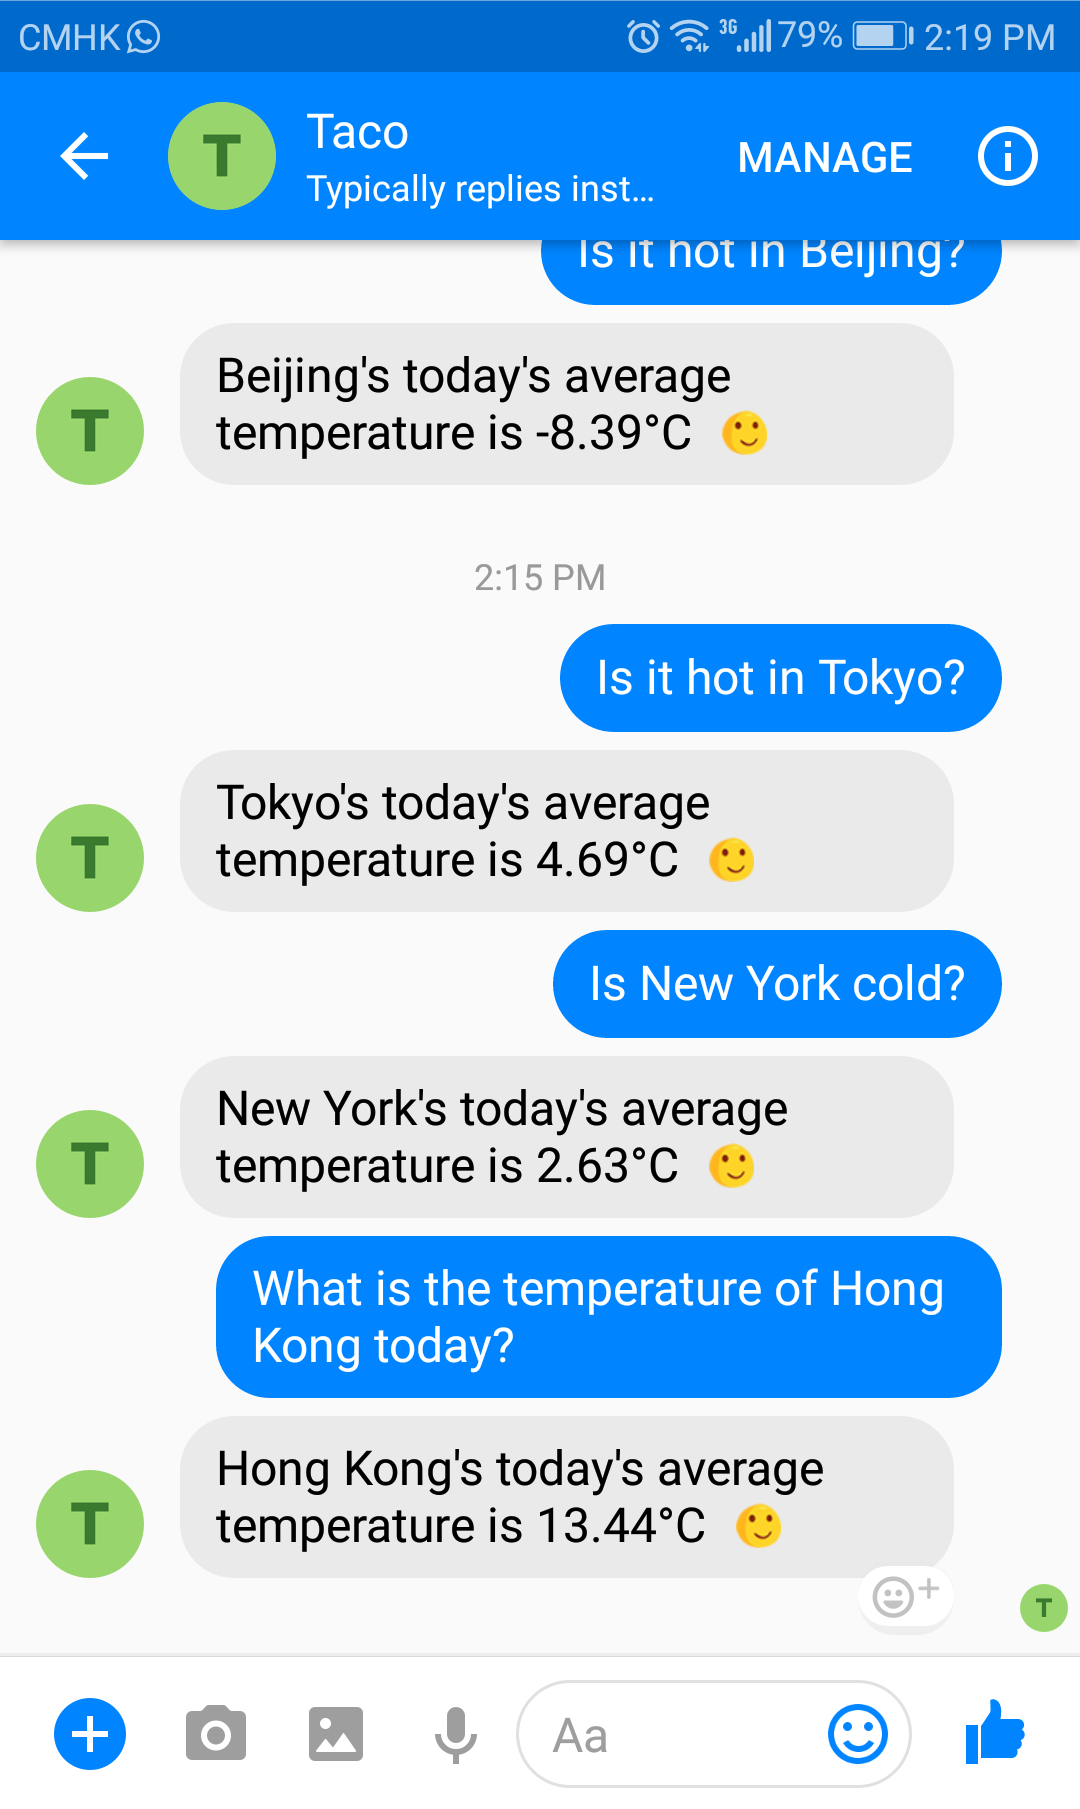 CMHK 3G 79% 2:19 PM
T
Taco
Typically replies inst...
MANAGE
Is it hot in Beijing?
Beijing's today's average
temperature is -8.39°C
T
2:15 PM
Is it hot in Tokyo?
Tokyo's today's average
temperature is 4.69°C
T
Is New York cold?
New York's today's average
temperature is 2.63°C
T
What is the temperature of Hong
Kong today?
Hong Kong's today's average
temperature is 13.44°C
T
T
Aa